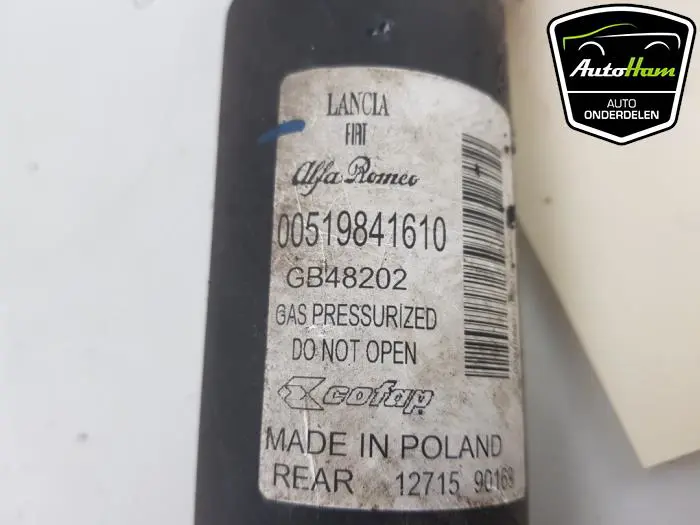 AutoHam
AUTO
ONDERDELEN
LANCIA
FIAT
Alfa Romeo
00519841610
GB48202
GAS PRESSURIZED
DO NOT OPEN
cofap
MADE IN POLAND
REAR 12715 90169